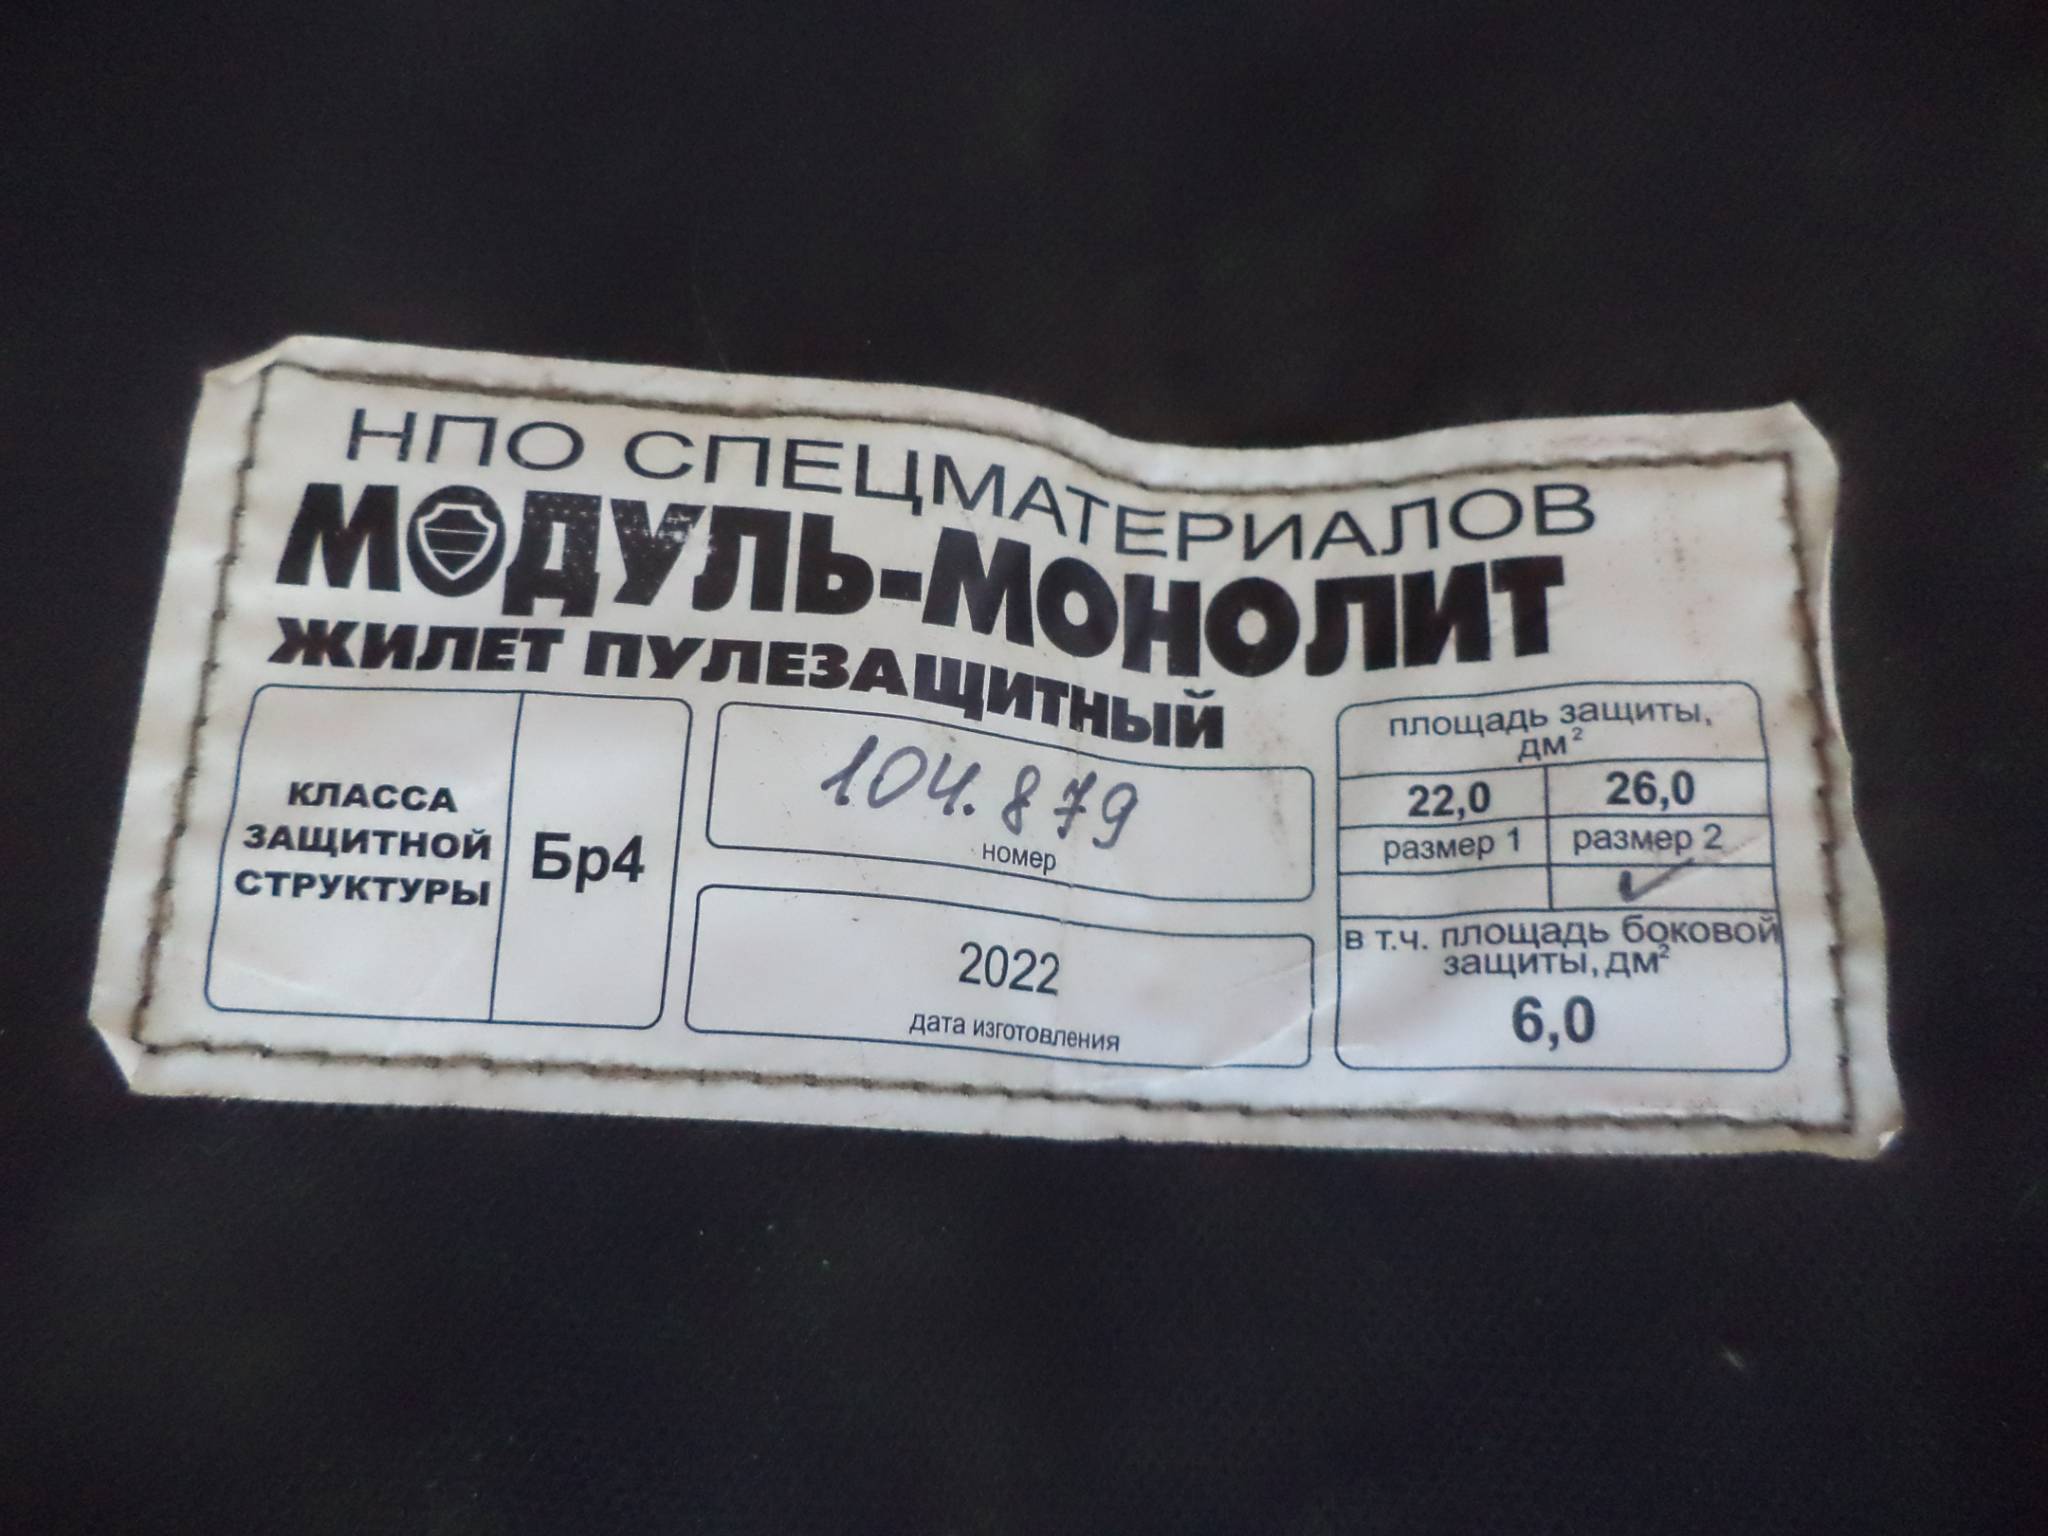 НПО СПЕЦМАТЕРИАЛОВ
МОДУЛЬ-МОНОЛИТ
ЖИЛЕТ ПУЛЕЗАЩИТНЫЙ
КЛАССА
ЗАЩИТНОЙ
СТРУКТУРЫ
Бр4
104.879
номер
2022
дата изготовления
площадь защиты,
дм²
22,0 26,0
размер 1 размер 2
✓
в т.ч. площадь боковой
защиты, дм²
6,0